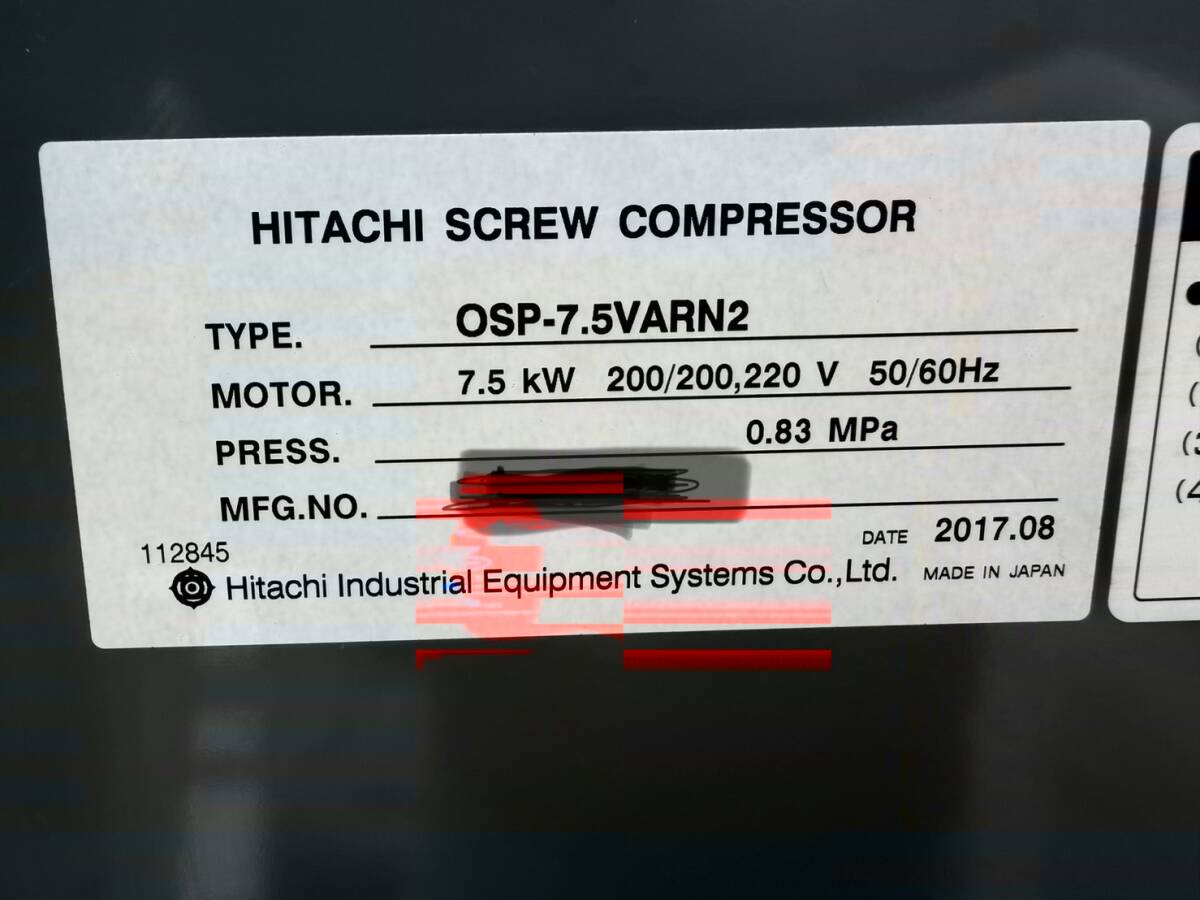 HITACHI SCREW COMPRESSOR
TYPE. OSP-7.5VARN2
MOTOR. 7.5 kW 200/200,220 V 50/60Hz
PRESS. 0.83 MPa
MFG.NO.
DATE 2017.08
112845
Hitachi Industrial Equipment Systems Co.,Ltd. MADE IN JAPAN